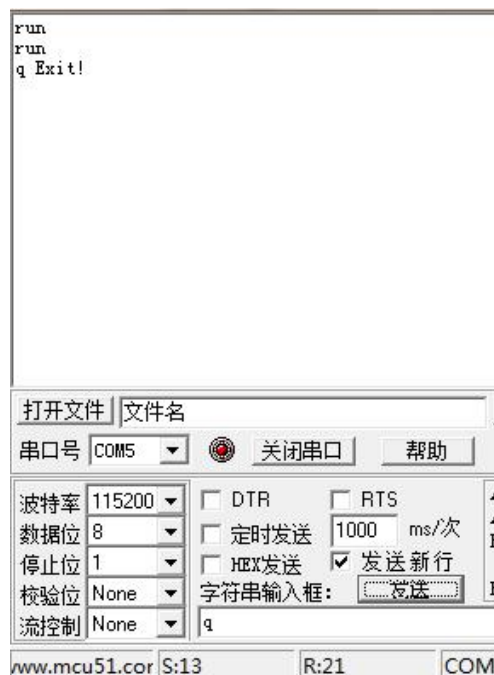 run
run
q Exit!
打开文件 文件名
串口号 COM5 关闭串口 帮助
波特率 115200 DTR RTS
数据位 8 定时发送 1000 ms/次
停止位 1 HEX发送 发送新行
校验位 None 字符串输入框: 发送
流控制 None q
www.mcu51.cor S:13 R:21 COM